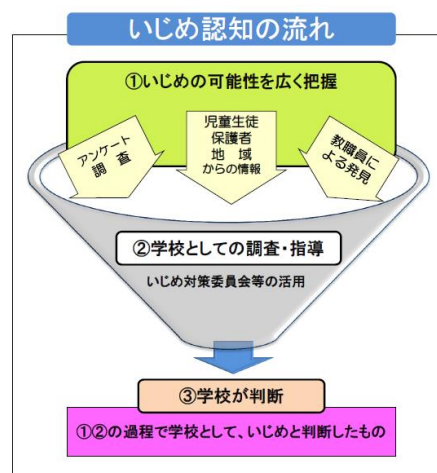 いじめ認知の流れ
①いじめの可能性を広く把握
アンケート
調　査
児童生徒
保護者
地　域
からの情報
教職員に
よる発見
②学校としての調査・指導
いじめ対策委員会等の活用
③学校が判断
①②の過程で学校として、いじめと判断したもの